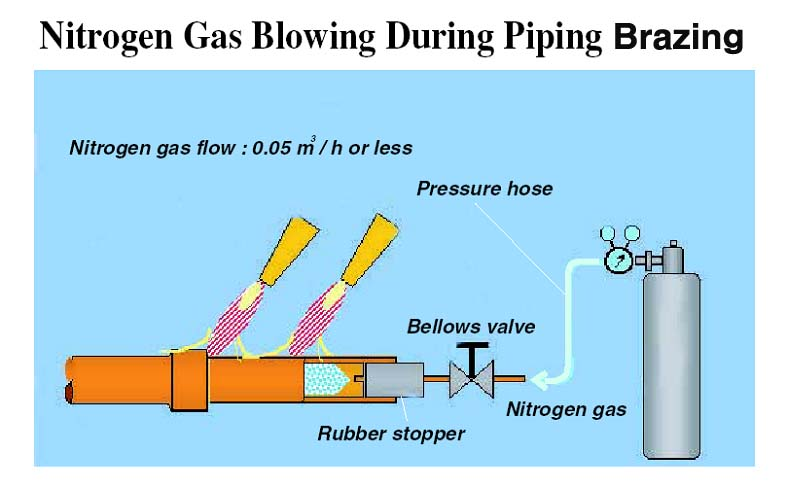 Nitrogen Gas Blowing During Piping Brazing
Nitrogen gas flow : 0.05 m³ / h or less
Pressure hose
Bellows valve
Nitrogen gas
Rubber stopper